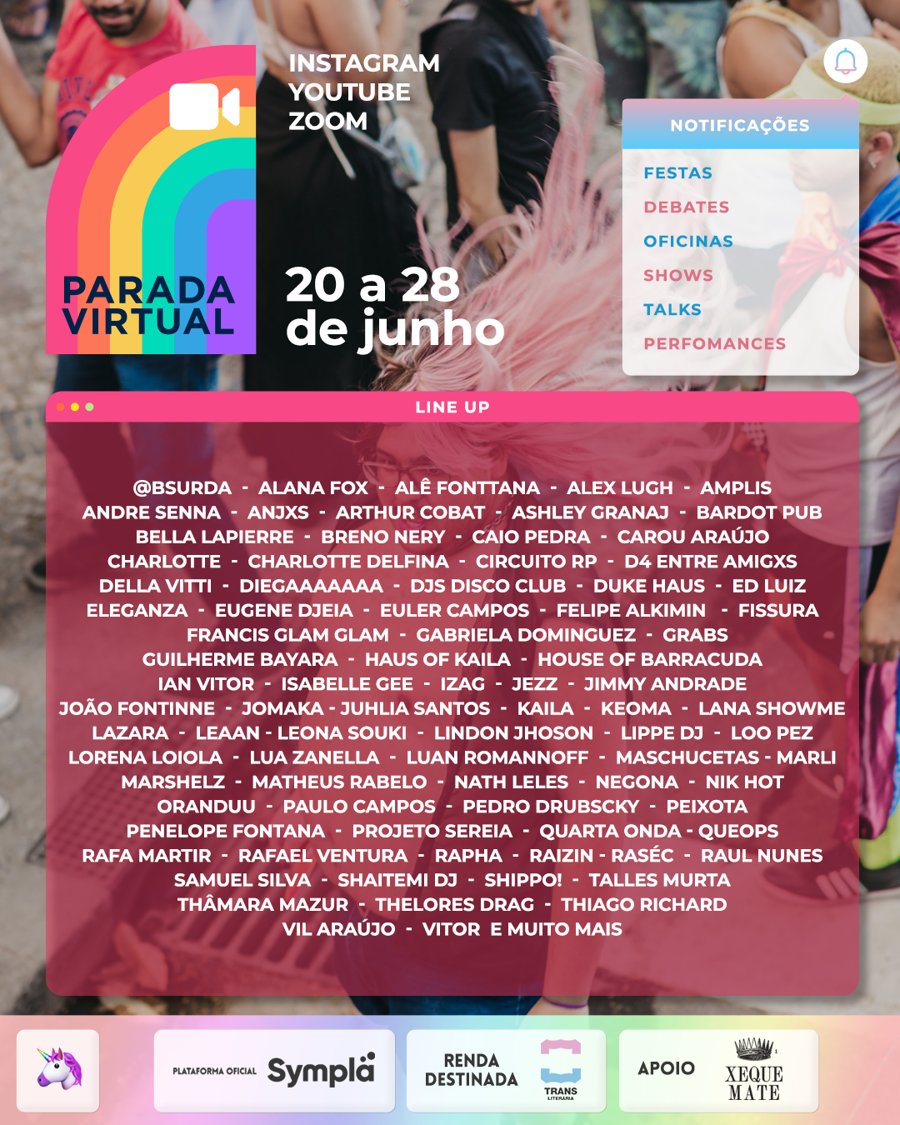 INSTAGRAM
YOUTUBE
ZOOM
PARADA
VIRTUAL
20 a 28
de junho
NOTIFICAÇÕES
FESTAS
DEBATES
OFICINAS
SHOWS
TALKS
PERFOMANCES
LINE UP
@BSURDA - ALANA FOX - ALÊ FONTTANA - ALEX LUGH - AMPLIS
ANDRE SENNA - ANJXS - ARTHUR COBAT - ASHLEY GRANAJ - BARDOT PUB
BELLA LAPIERRE - BRENO NERY - CAIO PEDRA - CAROU ARAÚJO
CHARLOTTE - CHARLOTTE DELFINA - CIRCUITO RP - D4 ENTRE AMIGXS
DELLA VITTI - DIEGAAAAAAA - DJS DISCO CLUB - DUKE HAUS - ED LUIZ
ELEGANZA - EUGENE DJEIA - EULER CAMPOS - FELIPE ALKIMIN - FISSURA
FRANCIS GLAM GLAM - GABRIELA DOMINGUEZ - GRABS
GUILHERME BAYARA - HAUS OF KAILA - HOUSE OF BARRACUDA
IAN VITOR - ISABELLE GEE - IZAG - JEZZ - JIMMY ANDRADE
JOÃO FONTINNE - JOMAKA - JUHLIA SANTOS - KAILA - KEOMA - LANA SHOWME
LAZARA - LEAAN - LEONA SOUKI - LINDON JHOSON - LIPPE DJ - LOO PEZ
LORENA LOIOLA - LUA ZANELLA - LUAN ROMANNOFF - MASCHUCETAS - MARLI
MARSHELZ - MATHEUS RABELO - NATH LELES - NEGONA - NIK HOT
ORANDUU - PAULO CAMPOS - PEDRO DRUBSCKY - PEIXOTA
PENELOPE FONTANA - PROJETO SEREIA - QUARTA ONDA - QUEOPS
RAFA MARTIR - RAFAEL VENTURA - RAPHA - RAIZIN - RASÉC - RAUL NUNES
SAMUEL SILVA - SHAITEMI DJ - SHIPPO! - TALLES MURTA
THÂMARA MAZUR - THELORES DRAG - THIAGO RICHARD
VIL ARAÚJO - VITOR E MUITO MAIS
PLATAFORMA OFICIAL Symplä
RENDA
DESTINADA
TRANS
LITERÁRIA
APOIO
XEQUE
MATE